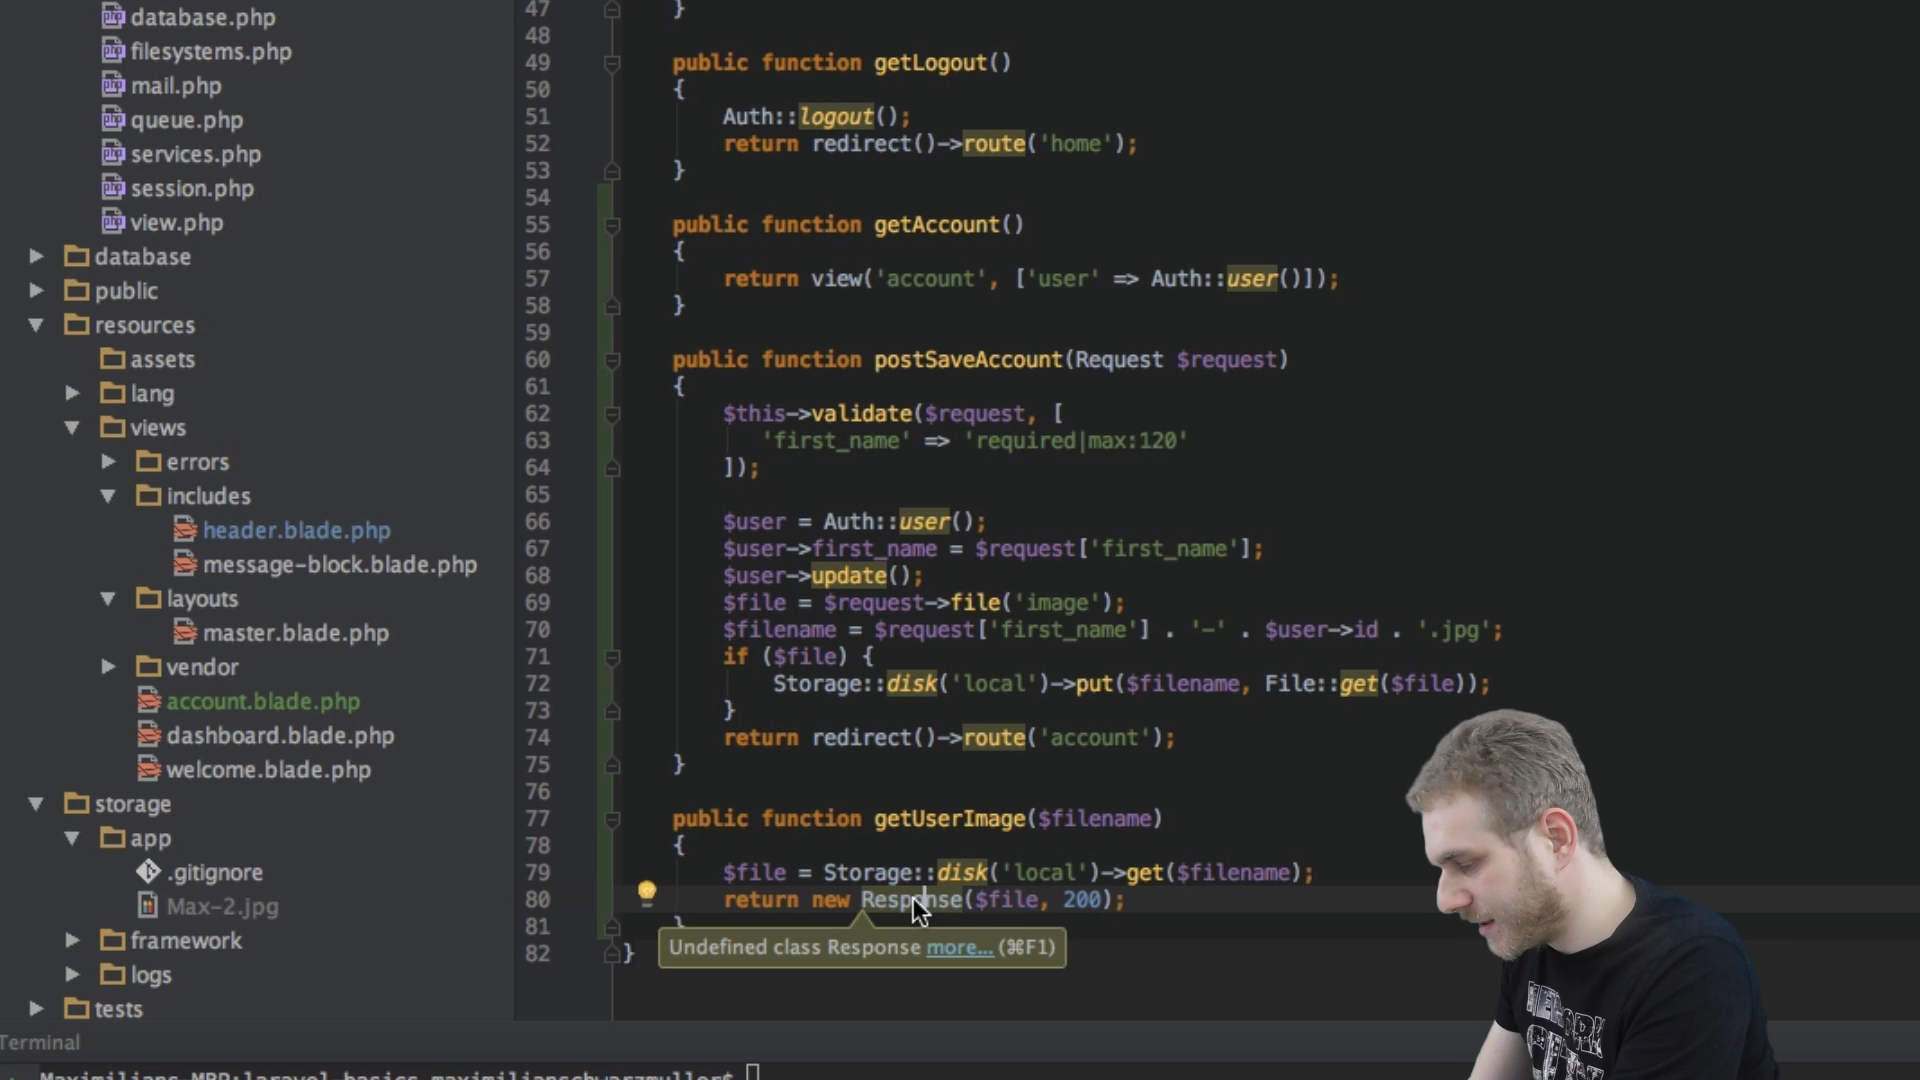 database.php
filesystems.php
mail.php
queue.php
services.php
session.php
view.php
database
public
resources
assets
lang
views
errors
includes
header.blade.php
message-block.blade.php
layouts
master.blade.php
vendor
account.blade.php
dashboard.blade.php
welcome.blade.php
storage
app
.gitignore
Max-2.jpg
framework
logs
tests
47 }
48
49 public function getLogout()
50 {
51 Auth::logout();
52 return redirect()->route('home');
53 }
54
55 public function getAccount()
56 {
57 return view('account', ['user' => Auth::user()]);
58 }
59
60 public function postSaveAccount(Request $request)
61 {
62 $this->validate($request, [
63 'first_name' => 'required|max:120'
64 ]);
65
66 $user = Auth::user();
67 $user->first_name = $request['first_name'];
68 $user->update();
69 $file = $request->file('image');
70 $filename = $request['first_name'] . '-' . $user->id . '.jpg';
71 if ($file) {
72 Storage::disk('local')->put($filename, File::get($file));
73 }
74 return redirect()->route('account');
75 }
76
77 public function getUserImage($filename)
78 {
79 $file = Storage::disk('local')->get($filename);
80 return new Response($file, 200);
81 }
82 }
Undefined class Response more... (⌘F1)
Terminal
Maximilians-MBP:laravel-basics maximilianschwarzmuller$